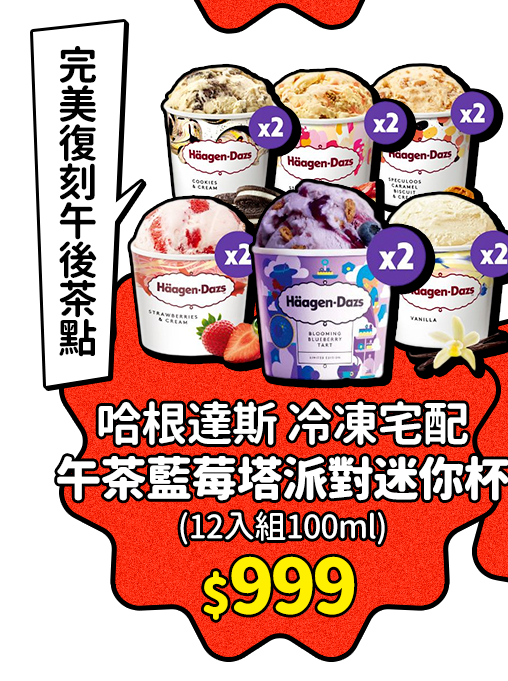 完美復刻午後茶點
x2
x2
x2
Häagen-Dazs
COOKIES
& CREAM
Häagen-Dazs
Häagen-Dazs
SPECULOOS
CARAMEL
BISCUIT
& CREAM
x2
x2
x2
Häagen-Dazs
STRAWBERRIES
& CREAM
Häagen-Dazs
BLOOMING
BLUEBERRY
TART
LIMITED EDITION
Häagen-Dazs
VANILLA
哈根達斯 冷凍宅配
午茶藍莓塔派對迷你杯
(12入組100ml)
$999